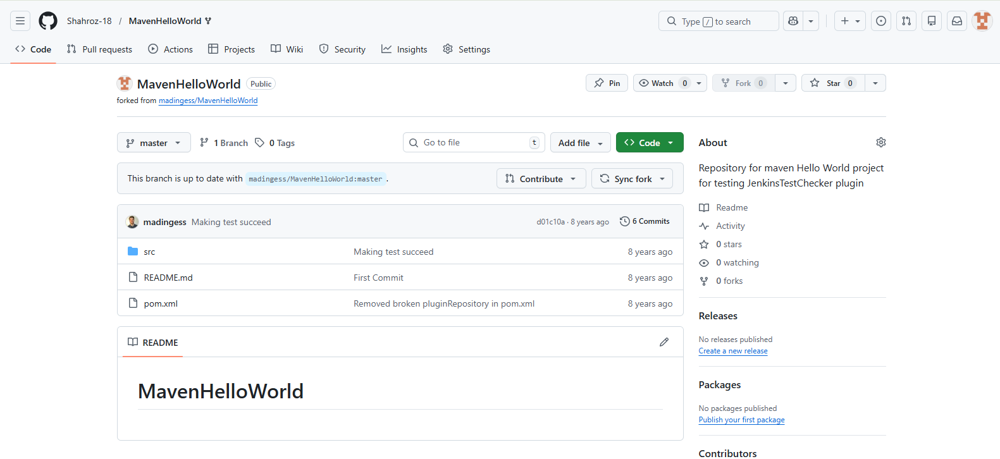 Shahroz-18 / MavenHelloWorld
Type / to search
Code Pull requests Actions Projects Wiki Security Insights Settings
MavenHelloWorld Public
Pin Watch 0 Fork 0 Star 0
forked from madingess/MavenHelloWorld
master 1 Branch 0 Tags Go to file t Add file Code
This branch is up to date with madingess/MavenHelloWorld:master .
Contribute Sync fork
madingess Making test succeed d01c10a · 8 years ago 6 Commits
src Making test succeed 8 years ago
README.md First Commit 8 years ago
pom.xml Removed broken pluginRepository in pom.xml 8 years ago
README
MavenHelloWorld
About
Repository for maven Hello World project
for testing JenkinsTestChecker plugin
Readme
Activity
0 stars
0 watching
0 forks
Releases
No releases published
Create a new release
Packages
No packages published
Publish your first package
Contributors